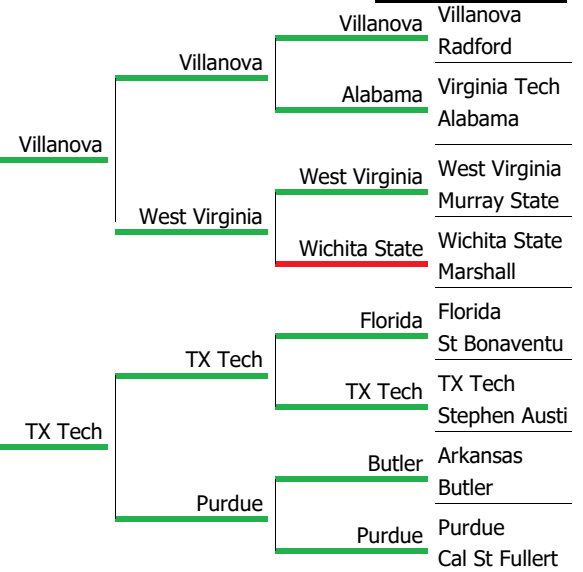 Villanova
Villanova
Radford
Villanova
Alabama
Virginia Tech
Alabama
Villanova
West Virginia
West Virginia
Murray State
West Virginia
Wichita State
Wichita State
Marshall
Florida
Florida
St Bonaventu
TX Tech
TX Tech
TX Tech
Stephen Austi
TX Tech
Butler
Arkansas
Butler
Purdue
Purdue
Purdue
Cal St Fullert